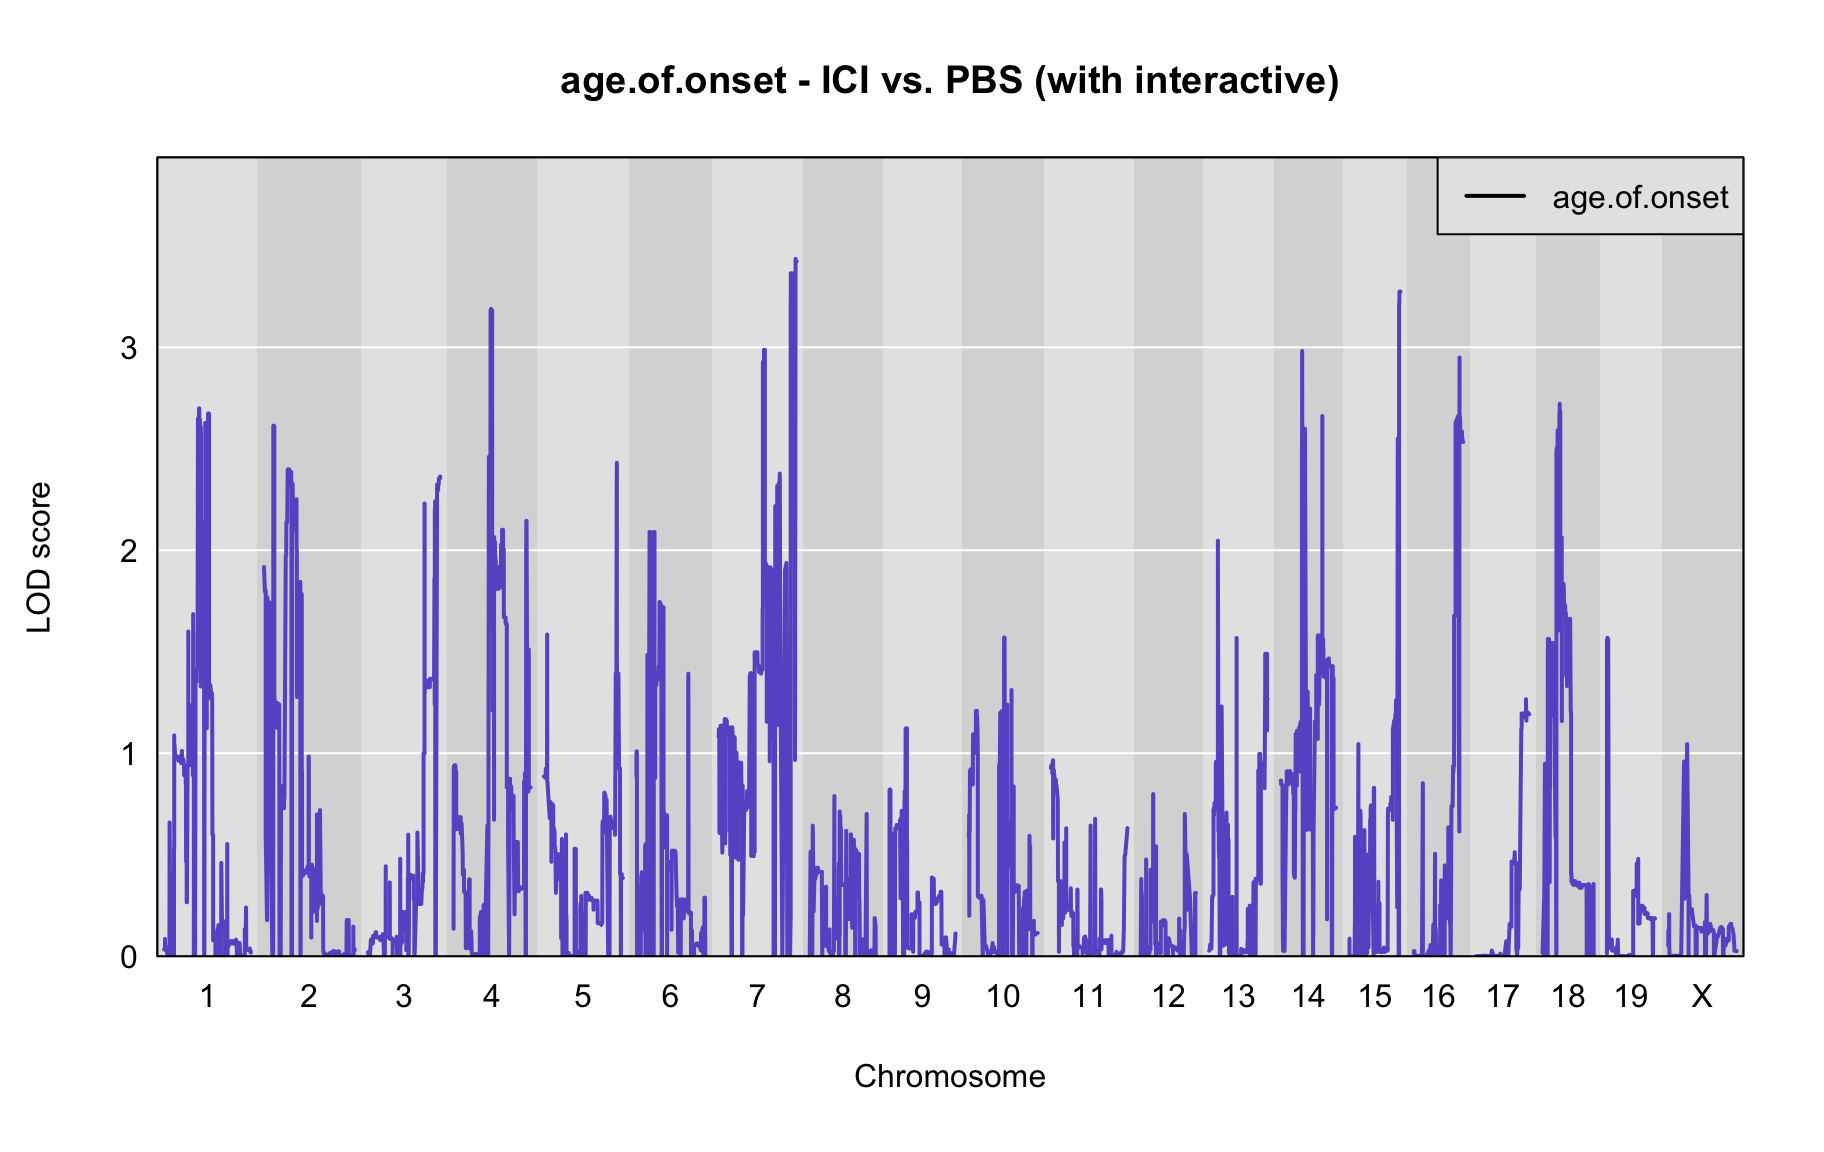 age.of.onset - ICI vs. PBS (with interactive)
age.of.onset
LOD score
3
2
1
0
1 2 3 4 5 6 7 8 9 10 11 12 13 14 15 16 17 18 19 X
Chromosome